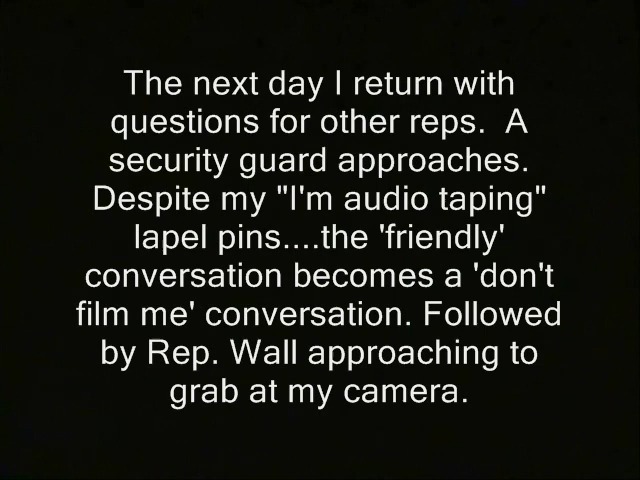 The next day I return with
questions for other reps.  A
security guard approaches.
Despite my "I'm audio taping"
lapel pins....the 'friendly'
conversation becomes a 'don't
film me' conversation. Followed
by Rep. Wall approaching to
grab at my camera.